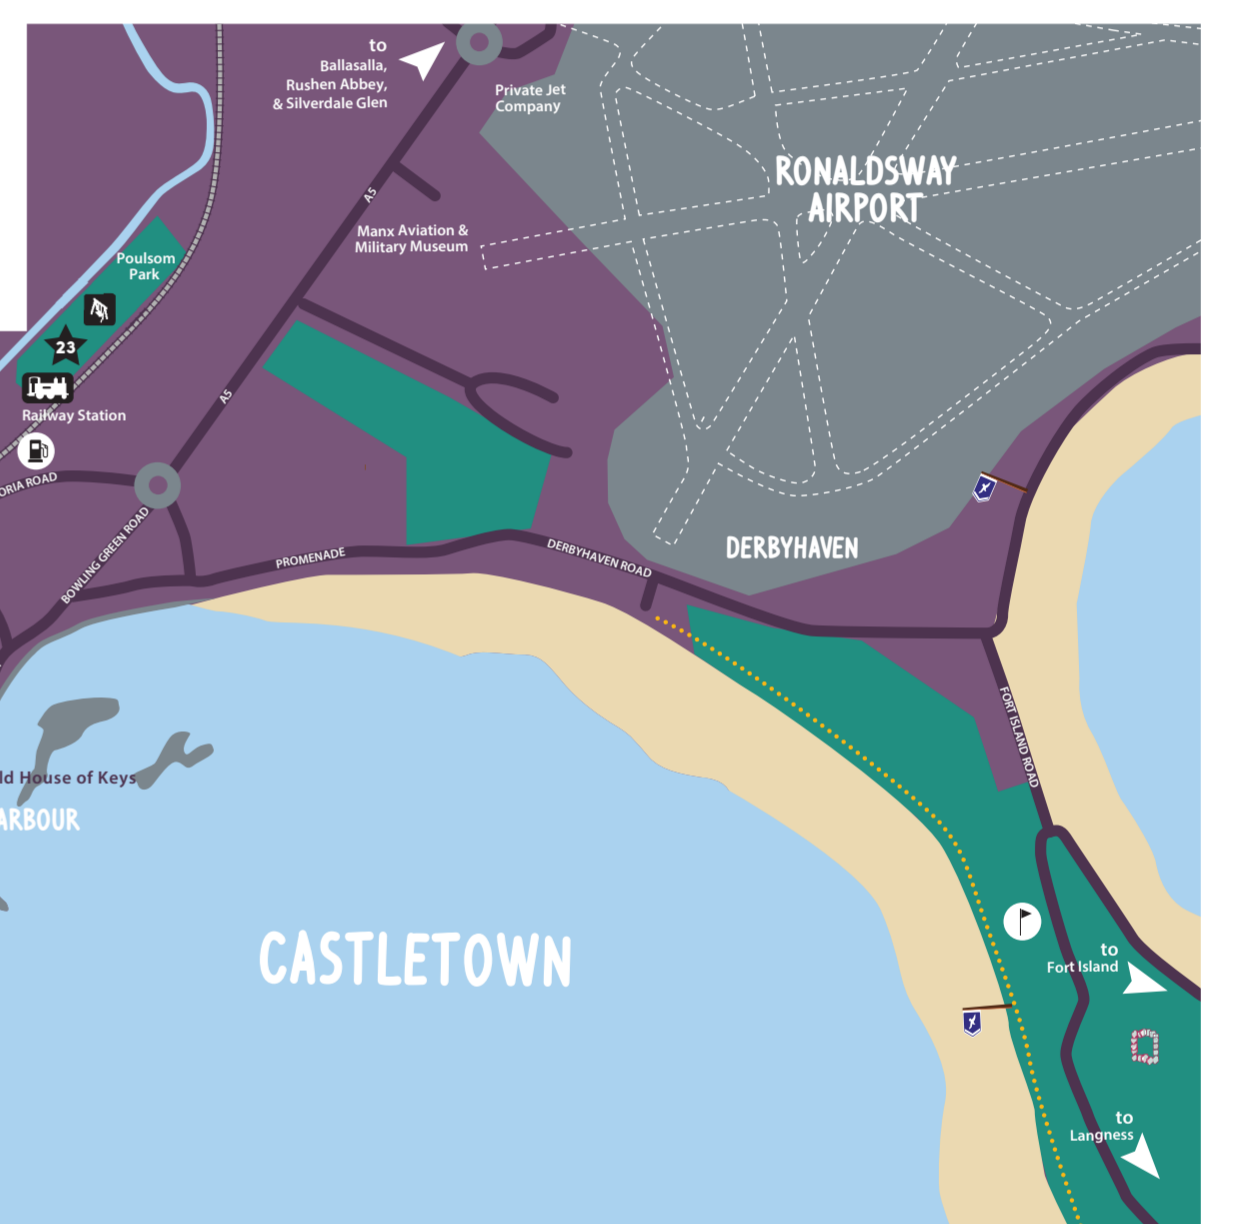 to
Ballasalla,
Rushen Abbey,
& Silverdale Glen
Private Jet
Company
RONALDSWAY
AIRPORT
A5
Manx Aviation &
Military Museum
Poulsom
Park
23
Railway Station
A5
ORIA ROAD
BOWLING GREEN ROAD
PROMENADE
DERBYHAVEN ROAD
DERBYHAVEN
FORT ISLAND ROAD
ld House of Keys
ARBOUR
CASTLETOWN
to
Fort Island
to
Langness